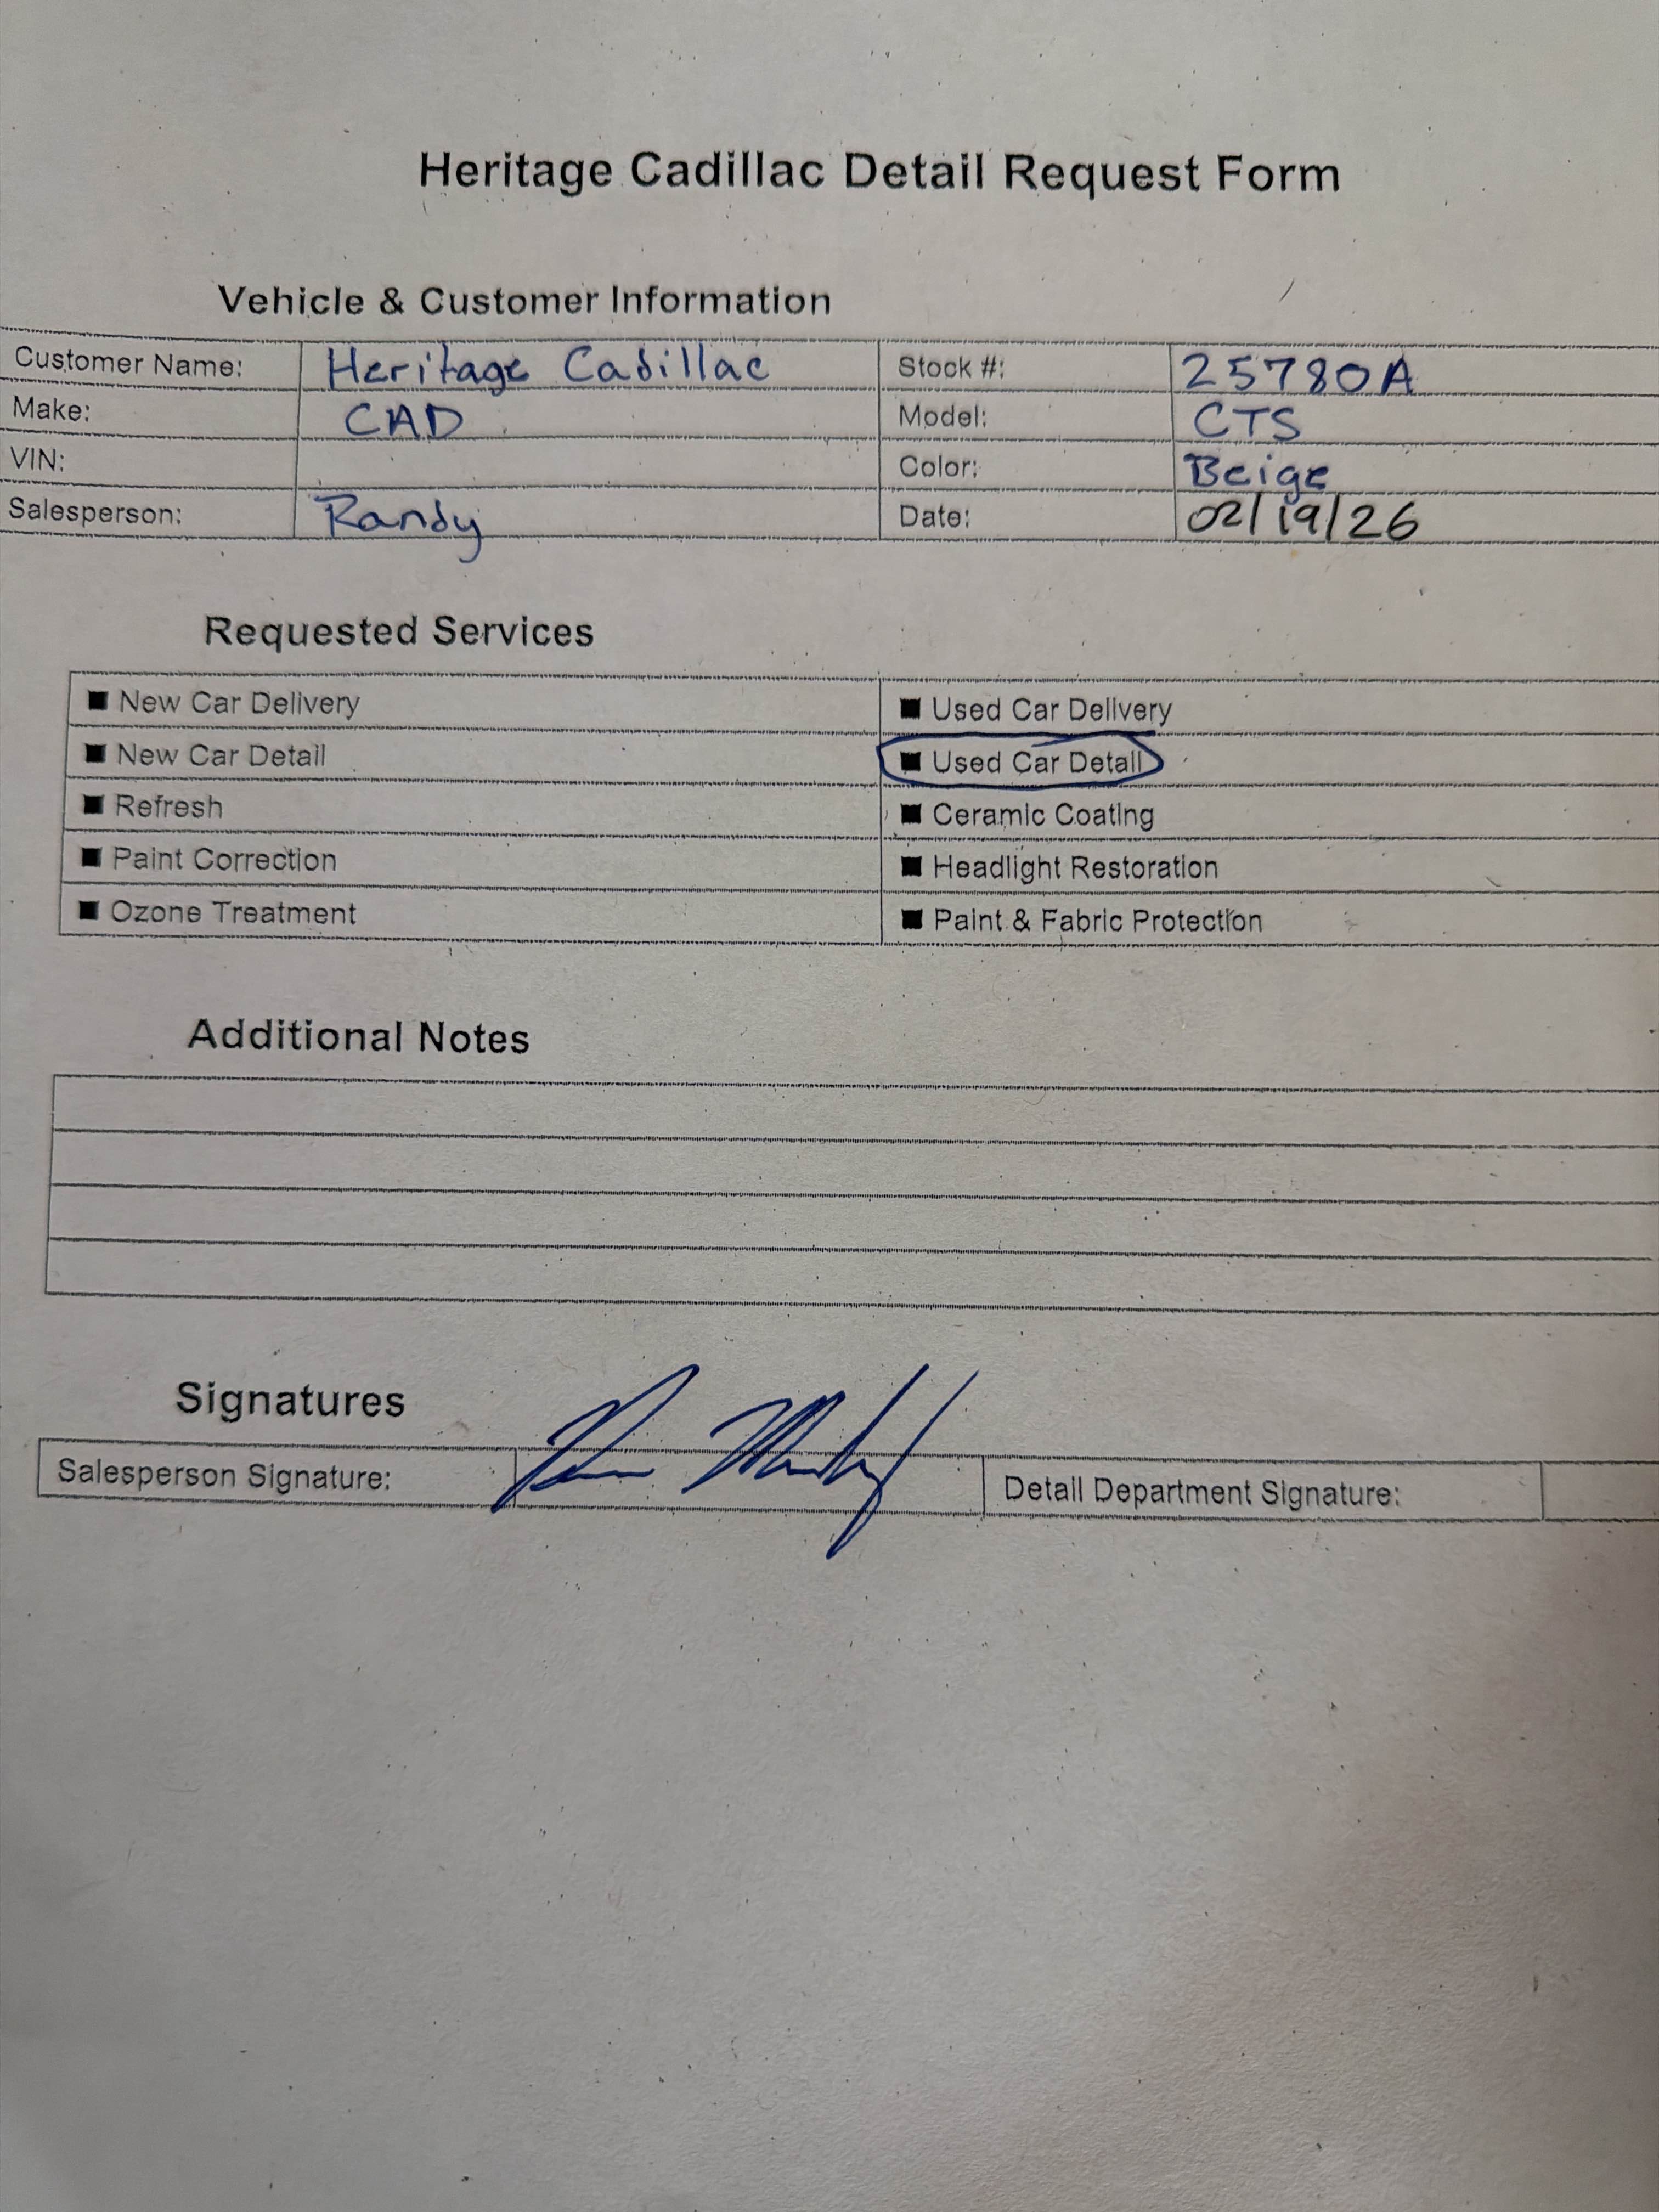 Heritage Cadillac Detail Request Form
Vehicle & Customer Information
Customer Name: Heritage Cadillac Stock #: 25780A
Make: CAD Model: CTS
VIN: Color: Beige
Salesperson: Randy Date: 02/19/26
Requested Services
■ New Car Delivery ■ Used Car Delivery
■ New Car Detail ■ Used Car Detail
■ Refresh ■ Ceramic Coating
■ Paint Correction ■ Headlight Restoration
■ Ozone Treatment ■ Paint & Fabric Protection
Additional Notes
Signatures
Salesperson Signature: Detail Department Signature: